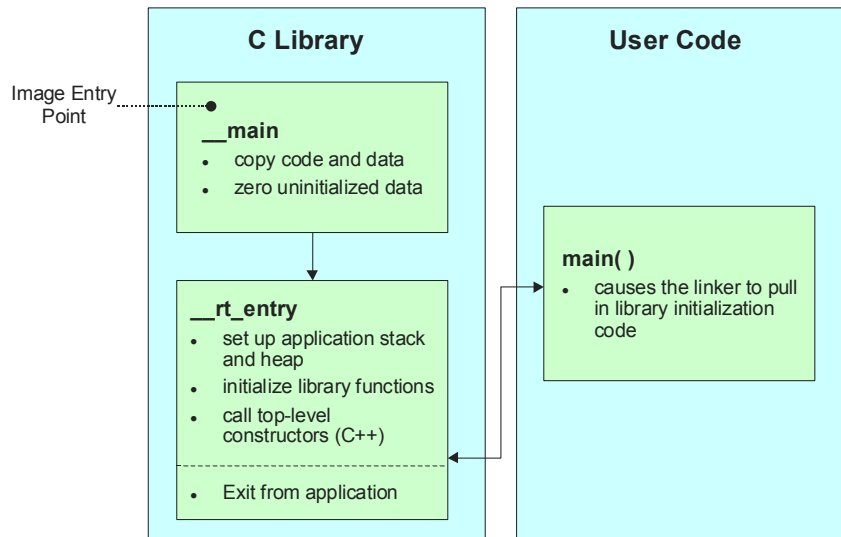 C Library
User Code
Image Entry
Point
__main
• copy code and data
• zero uninitialized data
__rt_entry
• set up application stack
and heap
• initialize library functions
• call top-level
constructors (C++)
• Exit from application
main( )
• causes the linker to pull
in library initialization
code